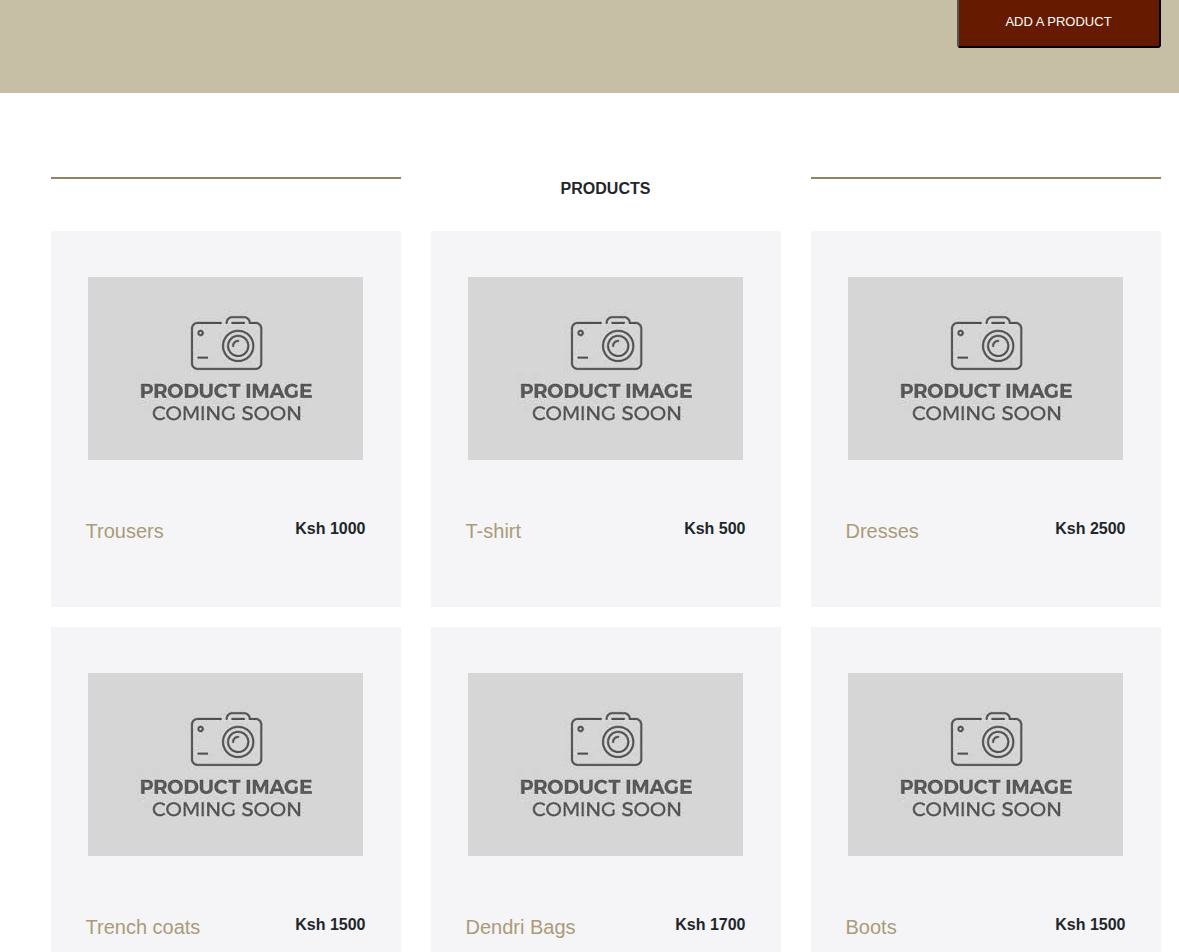 ADD A PRODUCT
PRODUCTS
PRODUCT IMAGE
COMING SOON
PRODUCT IMAGE
COMING SOON
PRODUCT IMAGE
COMING SOON
Trousers Ksh 1000
T-shirt Ksh 500
Dresses Ksh 2500
PRODUCT IMAGE
COMING SOON
PRODUCT IMAGE
COMING SOON
PRODUCT IMAGE
COMING SOON
Trench coats Ksh 1500
Dendri Bags Ksh 1700
Boots Ksh 1500